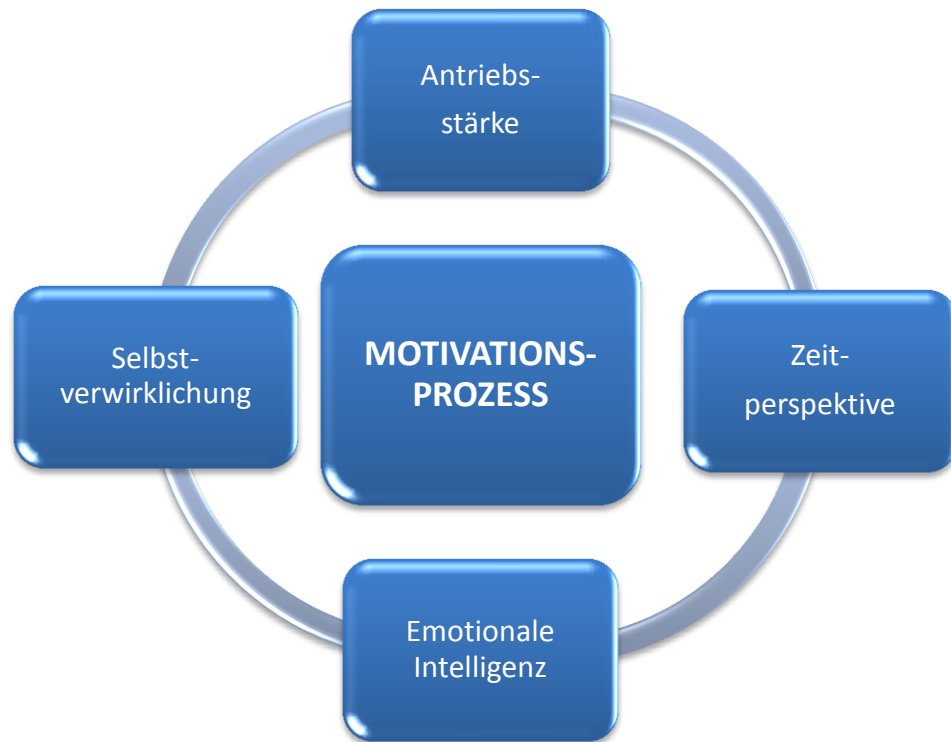 Antriebs-
stärke
Selbst-
verwirklichung
MOTIVATIONS-
PROZESS
Zeit-
perspektive
Emotionale
Intelligenz